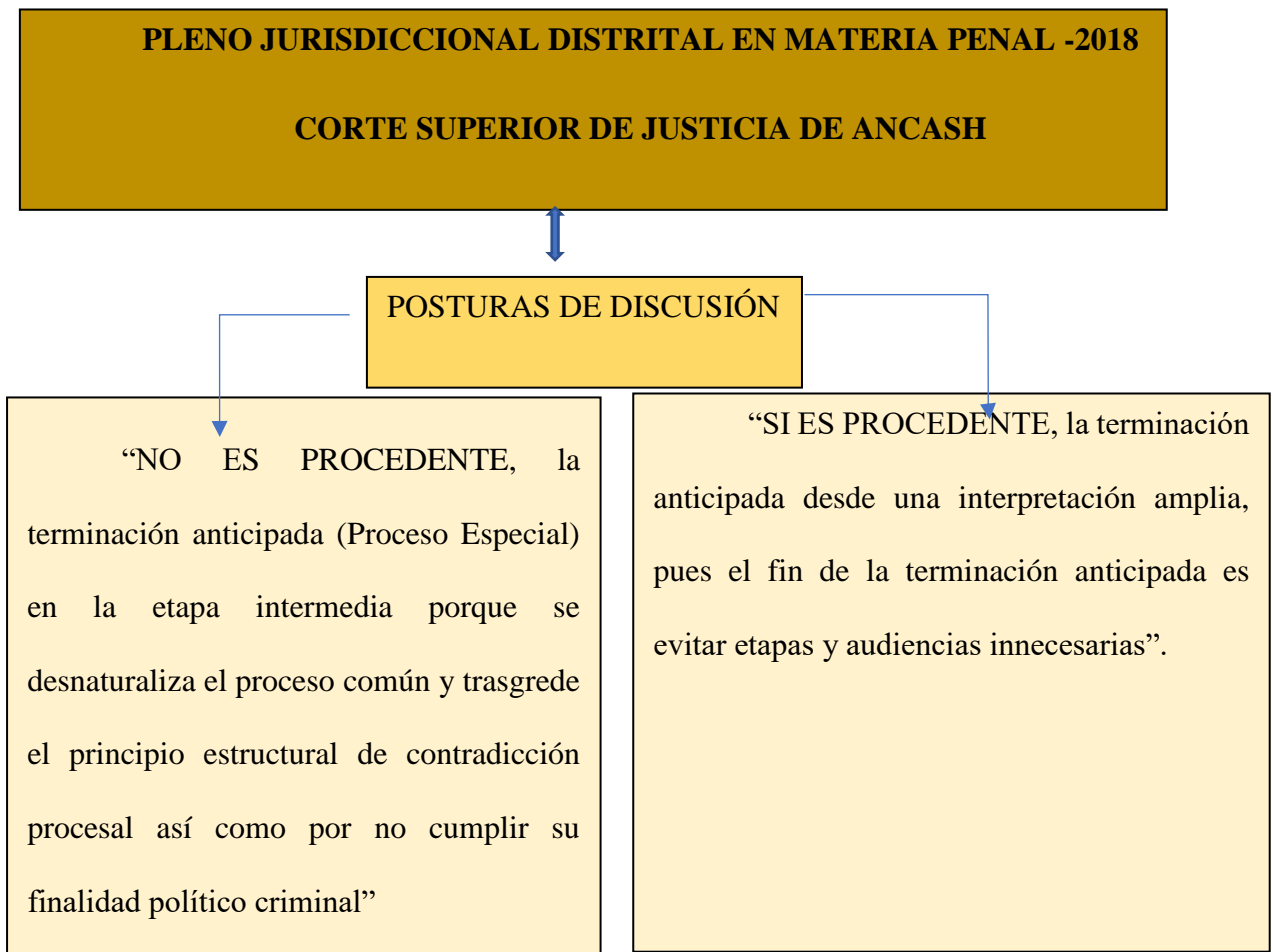 PLENO JURISDICCIONAL DISTRITAL EN MATERIA PENAL -2018
CORTE SUPERIOR DE JUSTICIA DE ANCASH
POSTURAS DE DISCUSIÓN
“NO ES PROCEDENTE, la
terminación anticipada (Proceso Especial)
en la etapa intermedia porque se
desnaturaliza el proceso común y trasgrede
el principio estructural de contradicción
procesal así como por no cumplir su
finalidad político criminal”
“SI ES PROCEDENTE, la terminación
anticipada desde una interpretación amplia,
pues el fin de la terminación anticipada es
evitar etapas y audiencias innecesarias”.